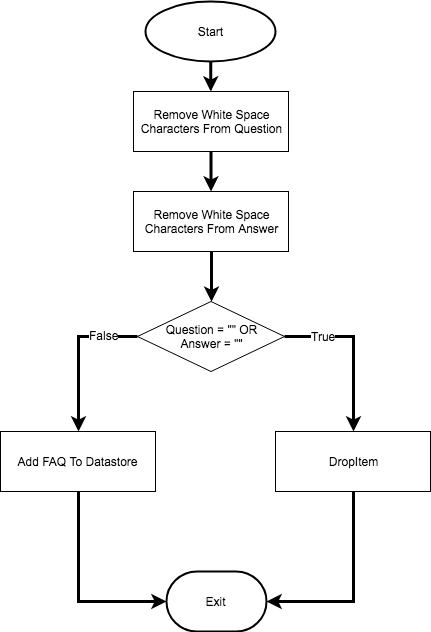 Start
Remove White Space
Characters From Question
Remove White Space
Characters From Answer
Question = "" OR
Answer = ""
False
True
Add FAQ To Datastore
DropItem
Exit